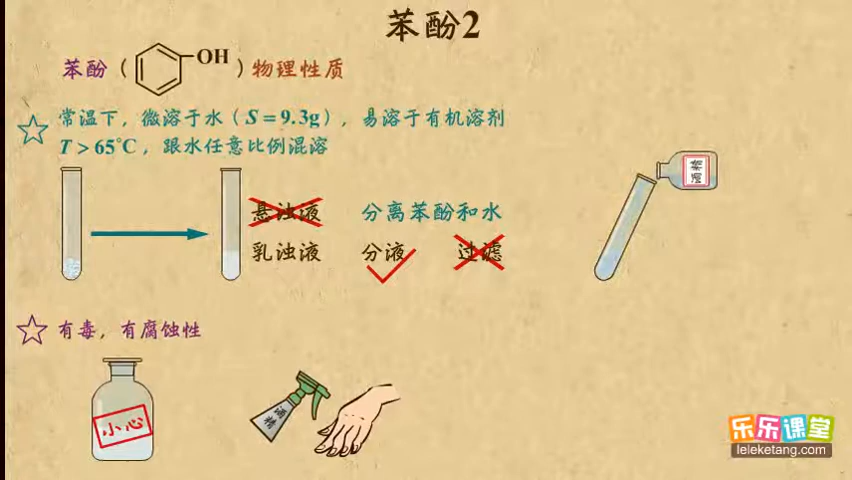 苯酚2
苯酚（ OH ）物理性质
常温下，微溶于水（S = 9.3g），易溶于有机溶剂
T > 65°C，跟水任意比例混溶
悬浊液 分离苯酚和水
乳浊液 分液 过滤
有毒，有腐蚀性
小心
酒精
乐乐课堂
leleketang.com